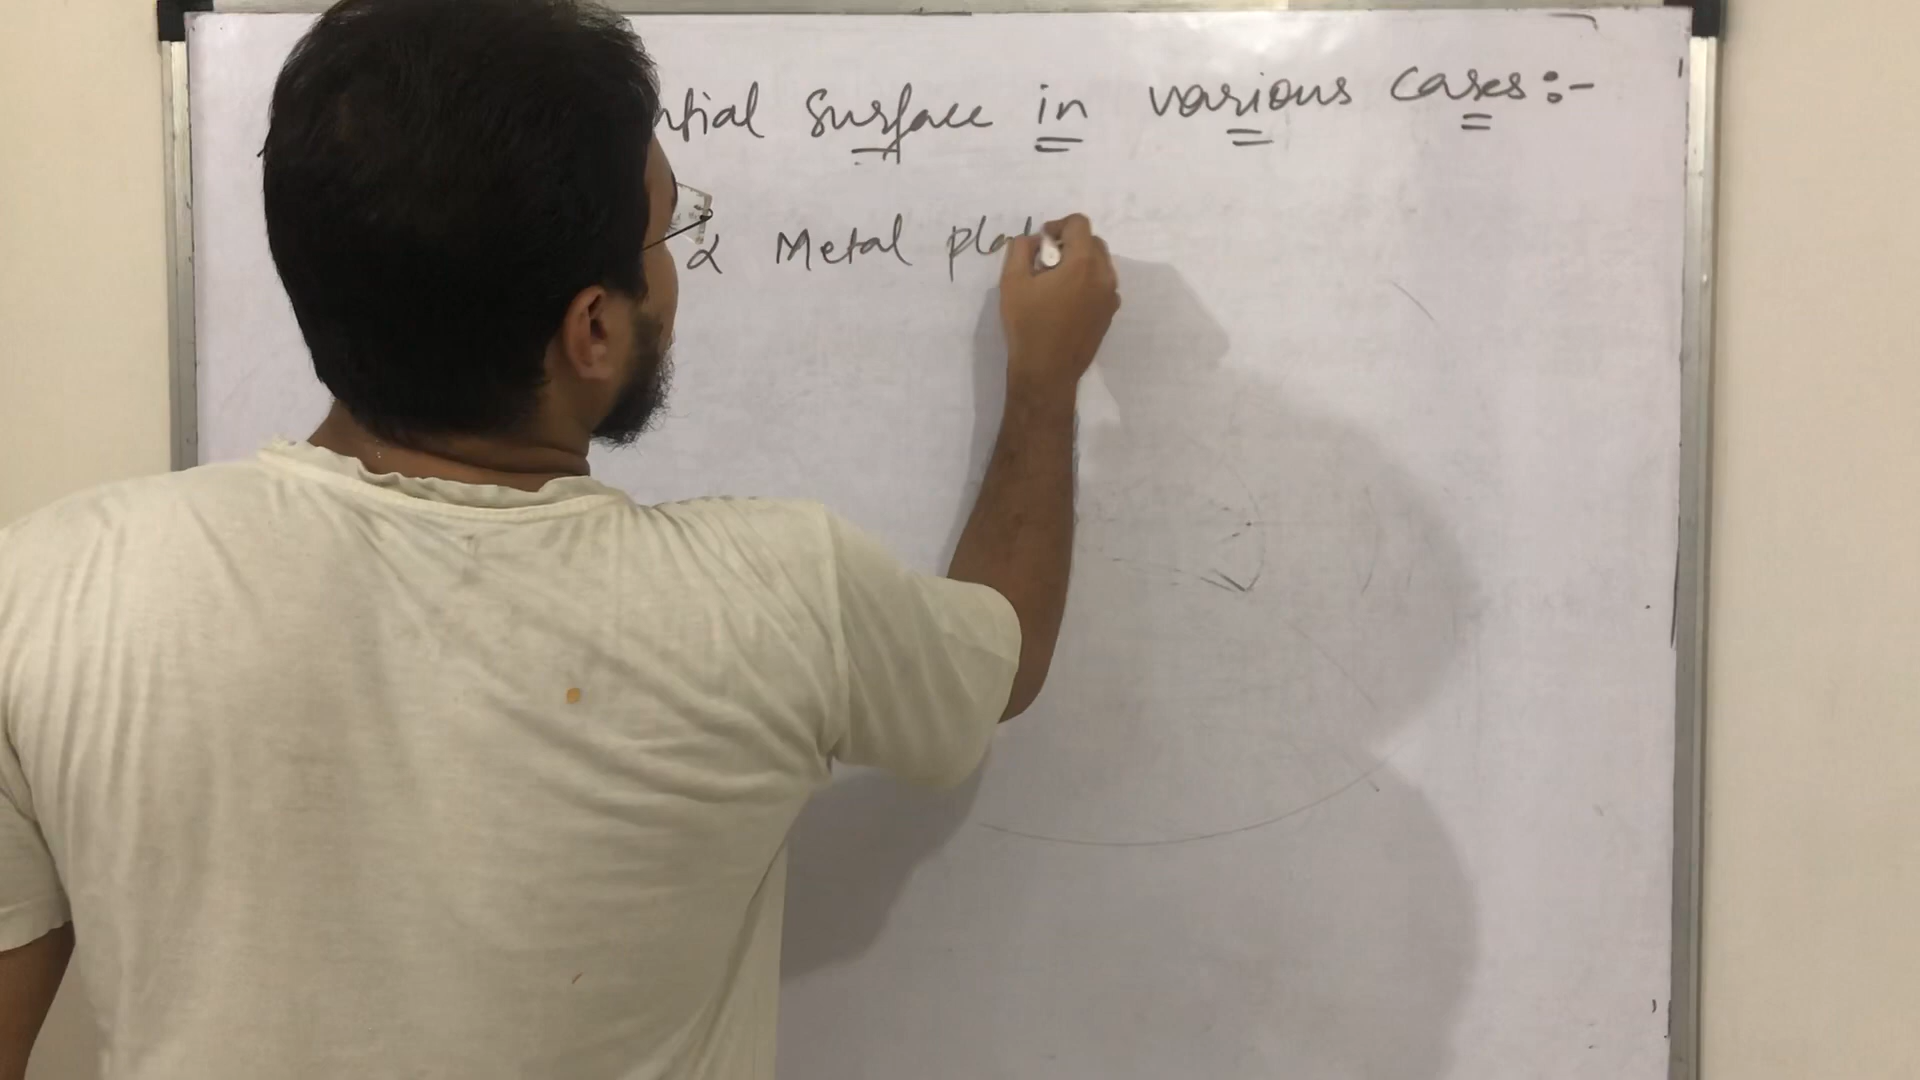 ntial Surface in various cases:-
α Metal pla